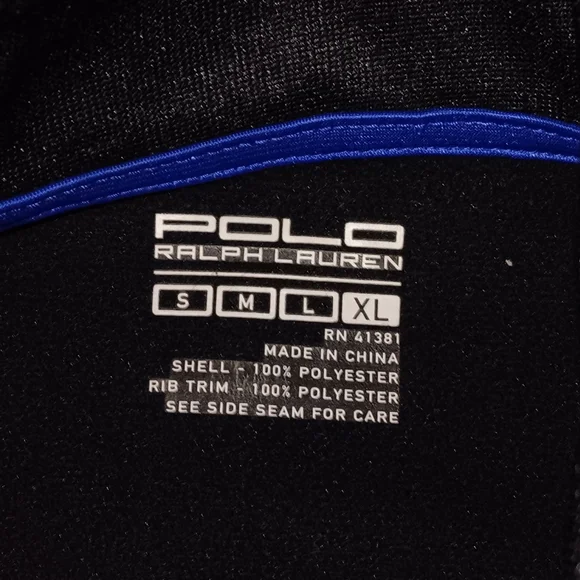 POLO
RALPH LAUREN
S M L XL
RN 41381
MADE IN CHINA
SHELL - 100% POLYESTER
RIB TRIM - 100% POLYESTER
SEE SIDE SEAM FOR CARE